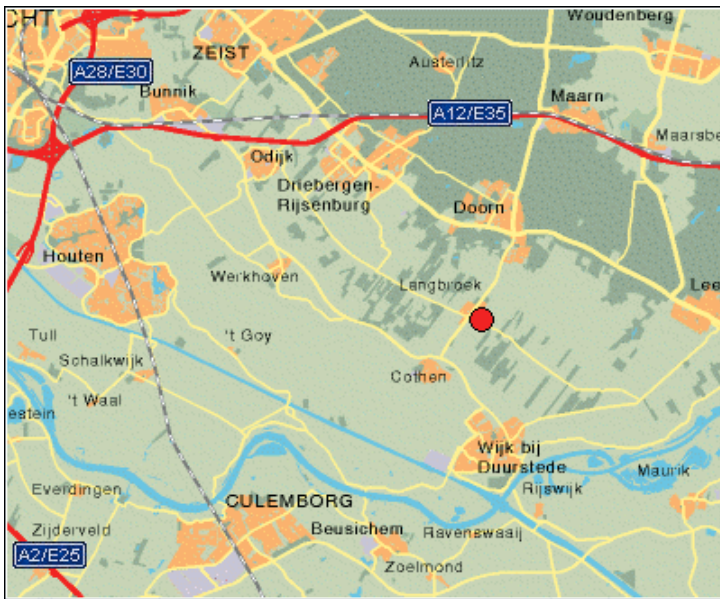 CHT
Woudenberg
ZEIST
Austerlitz
A28/E30
Bunnik
Maarn
A12/E35
Maarsbe
Odijk
Driebergen-
Rijsenburg
Doorn
Houten
Werkhoven
Langbroek
Lee
Tull
't Goy
Schalkwijk
Cothen
't Waal
estein
Wijk bij
Duurstede
Maurik
Everdingen
Rijswijk
CULEMBORG
Zijderveld
Beusichem
Ravenswaaij
A2/E25
Zoelmond